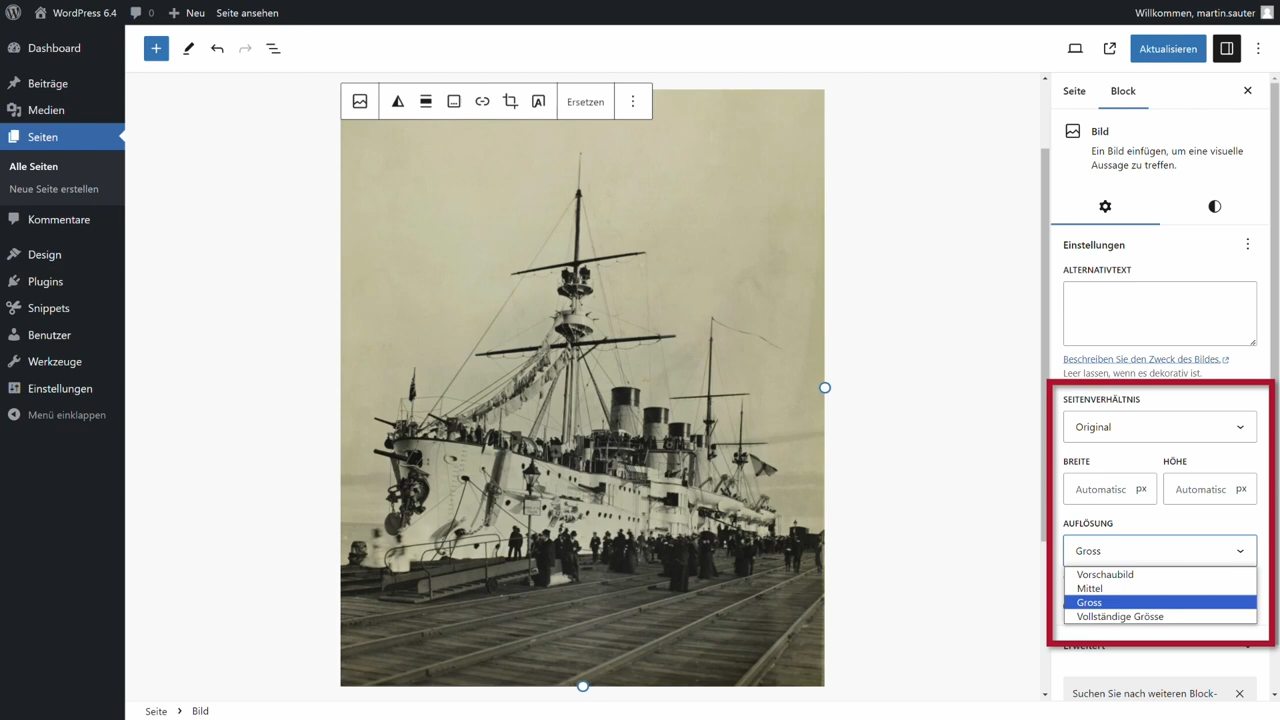 WordPress 6.4
0
Neu
Seite ansehen
Willkommen, martin.sauter
Dashboard
Beiträge
Medien
Seiten
Alle Seiten
Neue Seite erstellen
Kommentare
Design
Plugins
Snippets
Benutzer
Werkzeuge
Einstellungen
Menü einklappen
Aktualisieren
Ersetzen
Seite
Block
Bild
Ein Bild einfügen, um eine visuelle
Aussage zu treffen.
Einstellungen
ALTERNATIVTEXT
Beschreiben Sie den Zweck des Bildes.
Leer lassen, wenn es dekorativ ist.
SEITENVERHÄLTNIS
Original
BREITE
HÖHE
Automatisc px
Automatisc px
AUFLÖSUNG
Gross
Vorschaubild
Mittel
Gross
Vollständige Grösse
Erweitert
Suchen Sie nach weiteren Block-
Seite
Bild